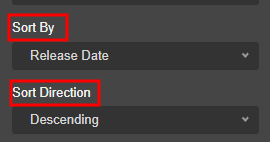 Sort By
Release Date
Sort Direction
Descending